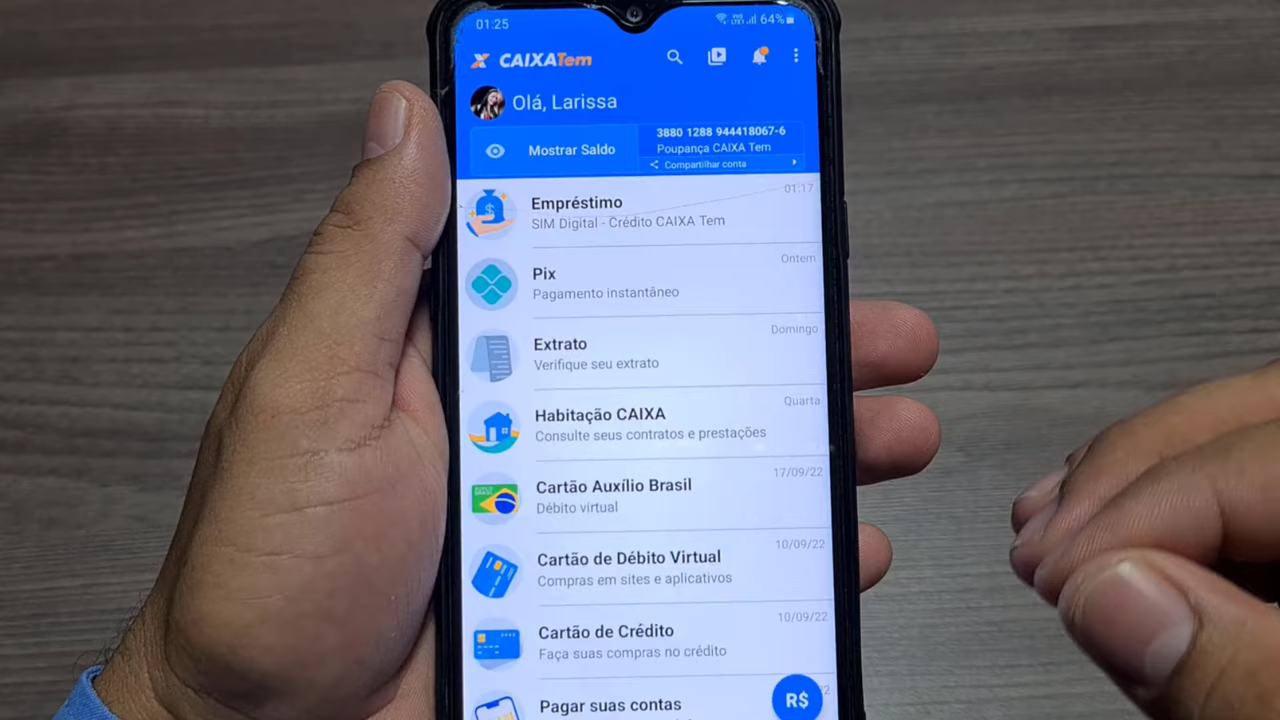 01:25
64%
CAIXATem
Olá, Larissa
Mostrar Saldo
3880 1288 944418067-6
Poupança CAIXA Tem
Compartilhar conta
01:17
Empréstimo
SIM Digital - Crédito CAIXA Tem
Ontem
Pix
Pagamento instantâneo
Domingo
Extrato
Verifique seu extrato
Quarta
Habitação CAIXA
Consulte seus contratos e prestações
17/09/22
Cartão Auxílio Brasil
Débito virtual
10/09/22
Cartão de Débito Virtual
Compras em sites e aplicativos
10/09/22
Cartão de Crédito
Faça suas compras no crédito
Pagar suas contas
R$